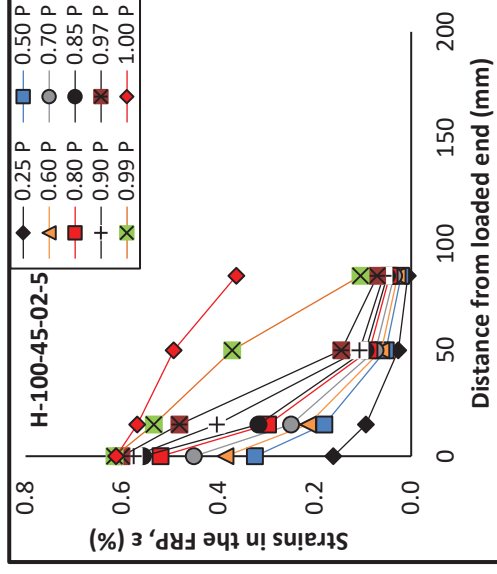 H-100-45-02-5
0.25 P
0.50 P
0.60 P
0.70 P
0.80 P
0.85 P
0.90 P
0.97 P
0.99 P
1.00 P
Strains in the FRP, ε (%)
0.8
0.6
0.4
0.2
0.0
0
50
100
150
200
Distance from loaded end (mm)